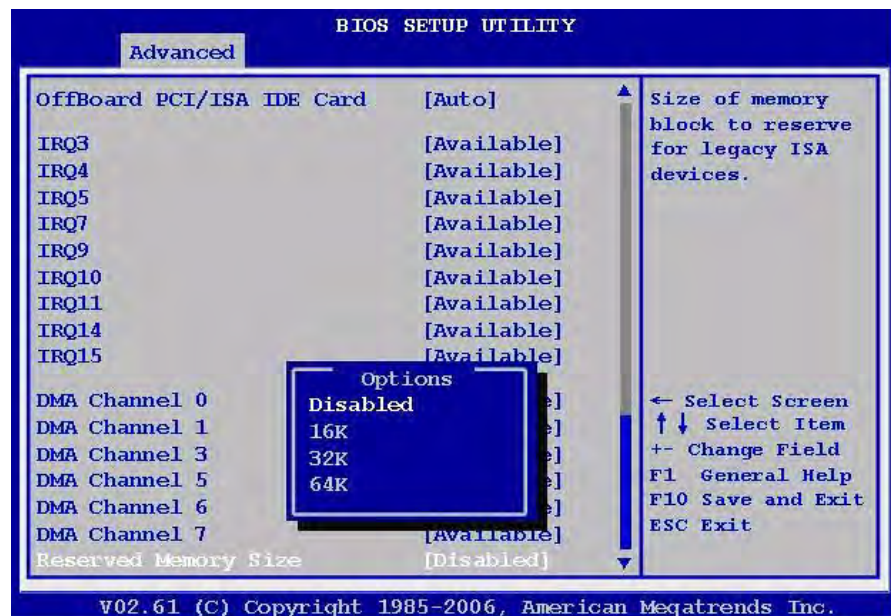 BIOS SETUP UTILITY
Advanced
OffBoard PCI/ISA IDE Card [Auto]
IRQ3 [Available]
IRQ4 [Available]
IRQ5 [Available]
IRQ7 [Available]
IRQ9 [Available]
IRQ10 [Available]
IRQ11 [Available]
IRQ14 [Available]
IRQ15 [Available]
DMA Channel 0
DMA Channel 1
DMA Channel 3
DMA Channel 5
DMA Channel 6
DMA Channel 7 [Available]
Reserved Memory Size [Disabled]
Options
Disabled
16K
32K
64K
Size of memory
block to reserve
for legacy ISA
devices.
← Select Screen
↑↓ Select Item
+- Change Field
F1 General Help
F10 Save and Exit
ESC Exit
V02.61 (C) Copyright 1985-2006, American Megatrends Inc.